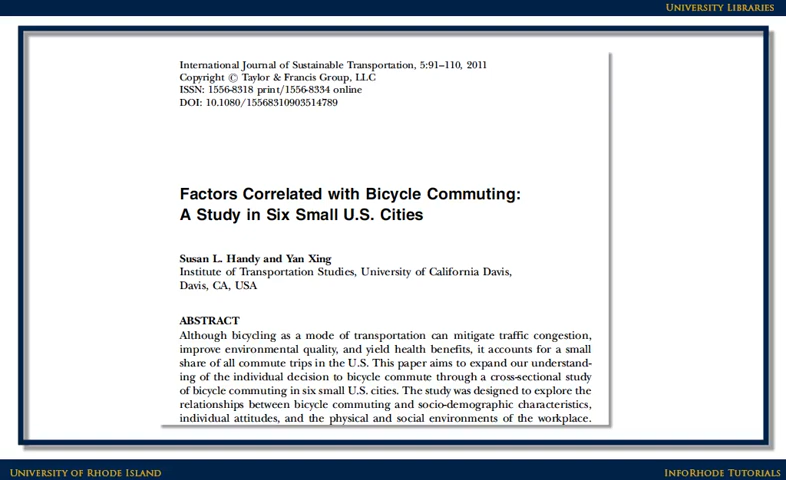 UNIVERSITY LIBRARIES
International Journal of Sustainable Transportation, 5:91–110, 2011
Copyright © Taylor & Francis Group, LLC
ISSN: 1556-8318 print/1556-8334 online
DOI: 10.1080/15568310903514789
Factors Correlated with Bicycle Commuting:
A Study in Six Small U.S. Cities
Susan L. Handy and Yan Xing
Institute of Transportation Studies, University of California Davis,
Davis, CA, USA
ABSTRACT
Although bicycling as a mode of transportation can mitigate traffic congestion,
improve environmental quality, and yield health benefits, it accounts for a small
share of all commute trips in the U.S. This paper aims to expand our understand-
ing of the individual decision to bicycle commute through a cross-sectional study
of bicycle commuting in six small U.S. cities. The study was designed to explore the
relationships between bicycle commuting and socio-demographic characteristics,
individual attitudes, and the physical and social environments of the workplace.
UNIVERSITY OF RHODE ISLAND
INFORHODE TUTORIALS